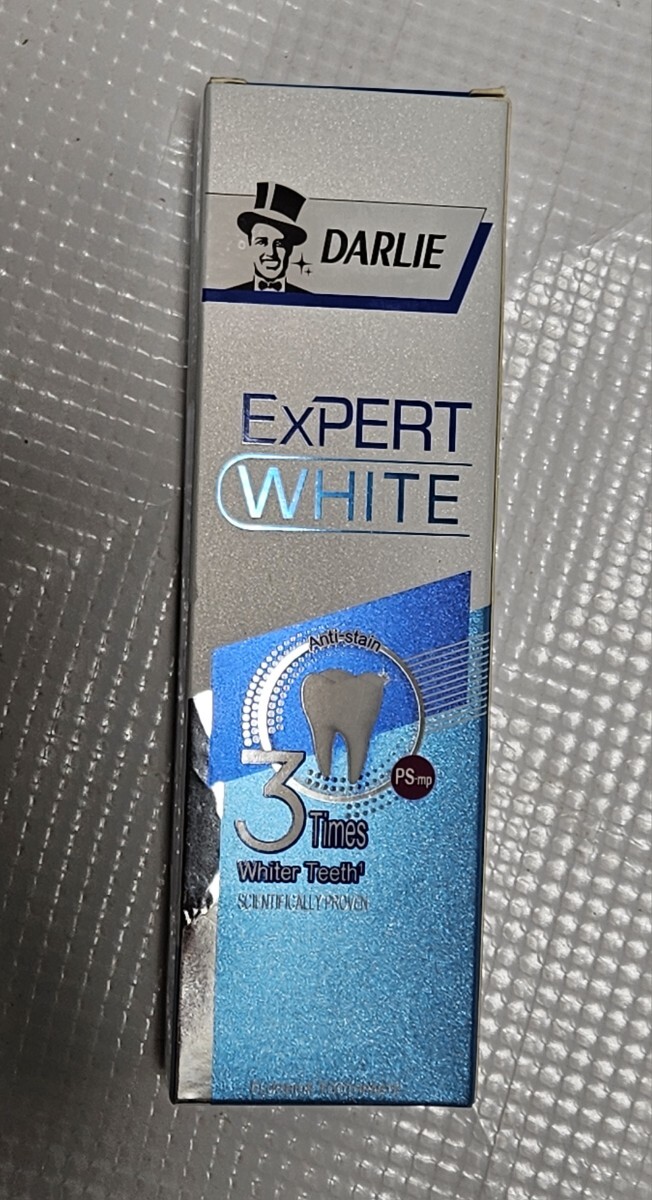 DARLIE
EXPERT
WHITE
Anti-stain
PS-mp
3 Times
Whiter Teeth¹
SCIENTIFICALLY PROVEN